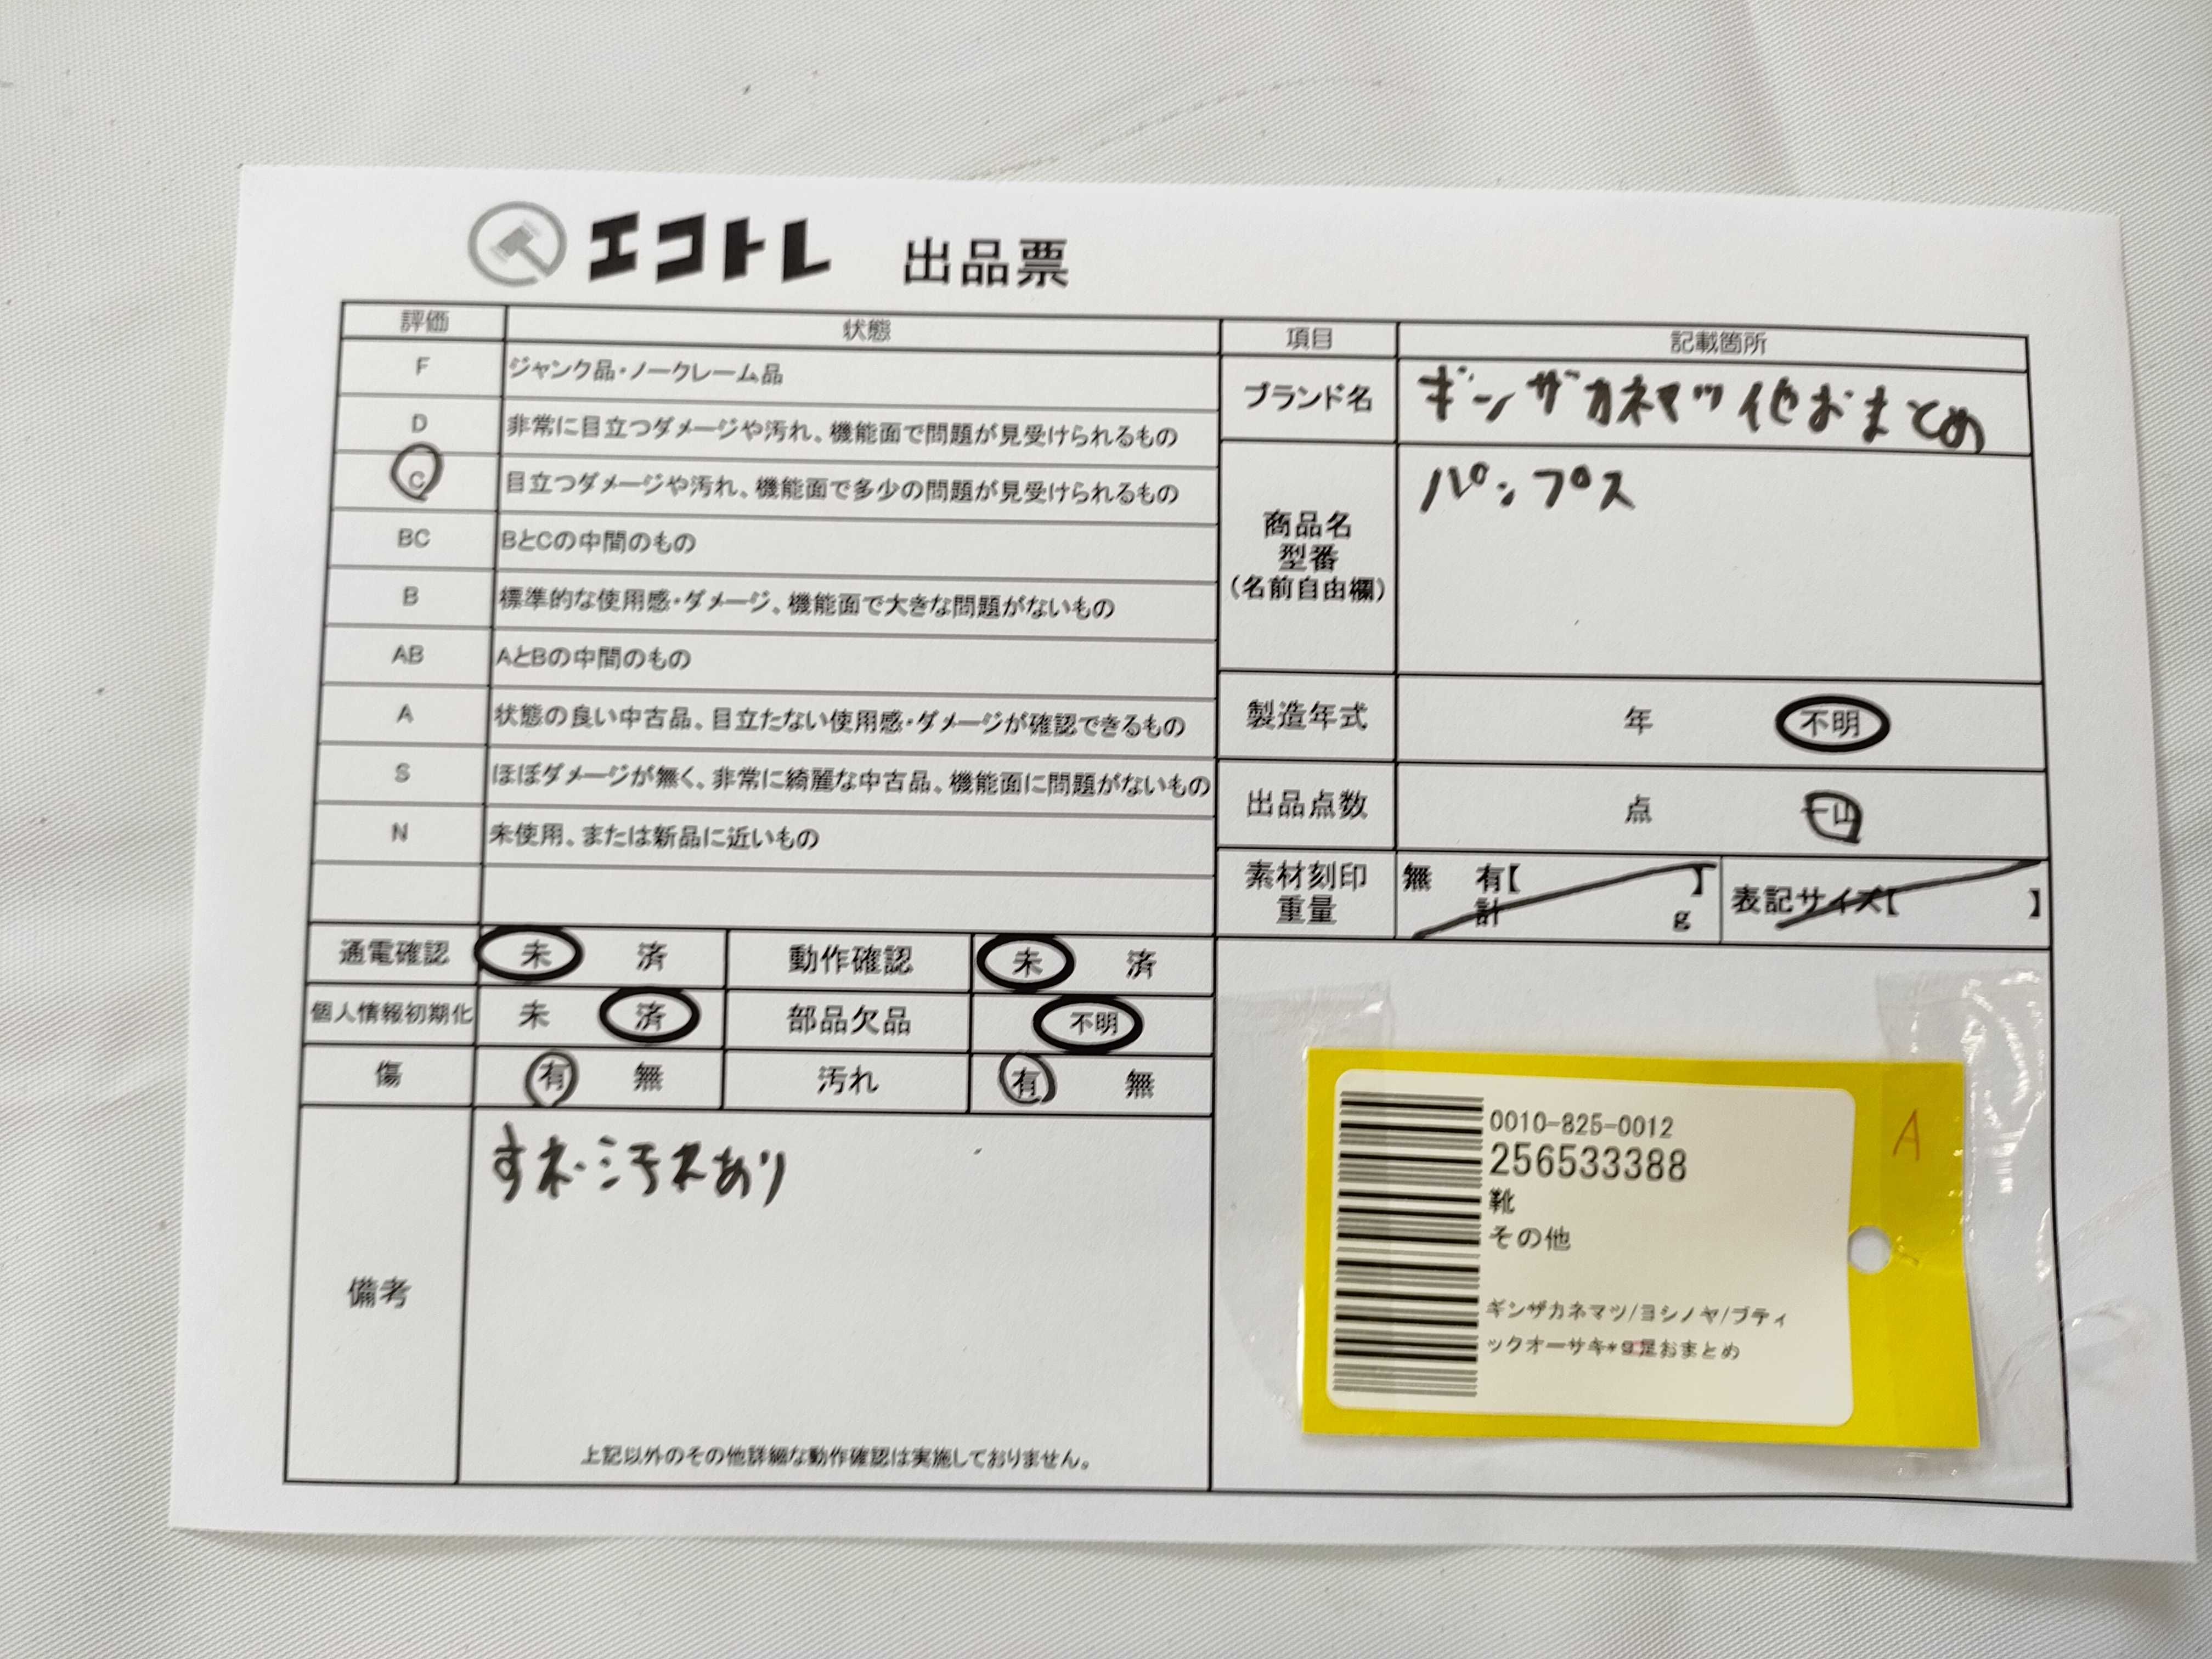 エコトレ 出品票
評価 状態
F ジャンク品・ノークレーム品
D 非常に目立つダメージや汚れ、機能面で問題が見受けられるもの
C 目立つダメージや汚れ、機能面で多少の問題が見受けられるもの
BC BとCの中間のもの
B 標準的な使用感・ダメージ、機能面で大きな問題がないもの
AB AとBの中間のもの
A 状態の良い中古品、目立たない使用感・ダメージが確認できるもの
S ほぼダメージが無く、非常に綺麗な中古品、機能面に問題がないもの
N 未使用、または新品に近いもの
項目 記載箇所
ブランド名 ギンザカネマツ他おまとめ
商品名
型番
(名前自由欄)
パンプス
製造年式 年 不明
出品点数 点 一山
素材刻印 無 有【 】
重量 計 g
表記サイズ【 】
通電確認 未 済 動作確認 未 済
個人情報初期化 未 済 部品欠品 不明
傷 有 無 汚れ 有 無
備考
すれ・汚れあり
上記以外のその他詳細な動作確認は実施しておりません。
0010-825-0012
256533388
靴
その他
ギンザカネマツ/ヨシノヤ/ブティ
ックオーサキ* 足おまとめ
A